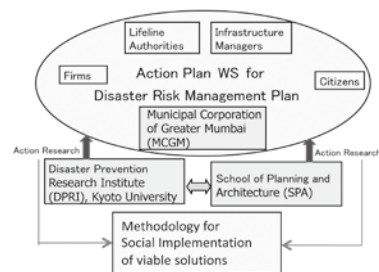 Lifeline
Authorities
Infrastructure
Managers
Firms
Citizens
Action Plan WS for
Disaster Risk Management Plan
Municipal Corporation
of Greater Mumbai
(MCGM)
Action Research
Action Research
Disaster Prevention
Research Institute
(DPRI), Kyoto University
School of Planning and
Architecture (SPA)
Methodology for
Social Implementation
of viable solutions